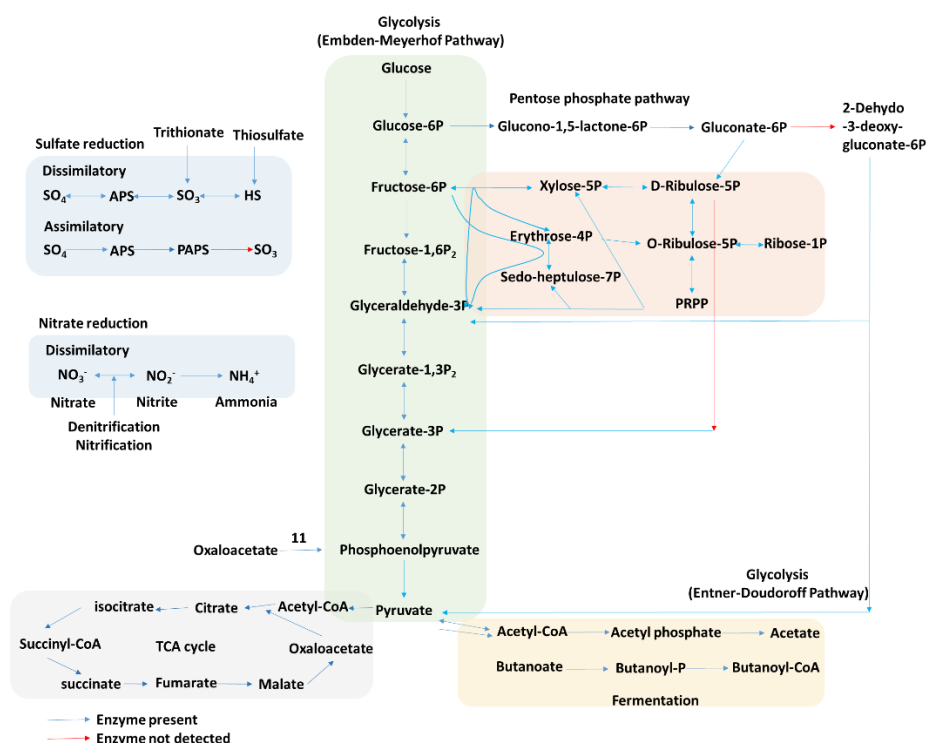 Glycolysis
(Embden-Meyerhof Pathway)
Glucose
Pentose phosphate pathway
2-Dehydo
-3-deoxy-
gluconate-6P
Glucose-6P
Glucono-1,5-lactone-6P
Gluconate-6P
Trithionate
Thiosulfate
Sulfate reduction
Dissimilatory
SO₄
APS
SO₃
HS
Assimilatory
SO₄
APS
PAPS
SO₃
Fructose-6P
Xylose-5P
D-Ribulose-5P
Erythrose-4P
O-Ribulose-5P
Ribose-1P
Fructose-1,6P₂
Sedo-heptulose-7P
Glyceraldehyde-3P
PRPP
Nitrate reduction
Dissimilatory
NO₃⁻
NO₂⁻
NH₄⁺
Nitrate
Nitrite
Ammonia
Denitrification
Nitrification
Glycerate-1,3P₂
Glycerate-3P
Glycerate-2P
Oxaloacetate
11
Phosphoenolpyruvate
Glycolysis
(Entner-Doudoroff Pathway)
isocitrate
Citrate
Acetyl-CoA
Pyruvate
Succinyl-CoA
TCA cycle
Oxaloacetate
succinate
Fumarate
Malate
Acetyl-CoA
Acetyl phosphate
Acetate
Butanoate
Butanoyl-P
Butanoyl-CoA
Fermentation
Enzyme present
Enzyme not detected